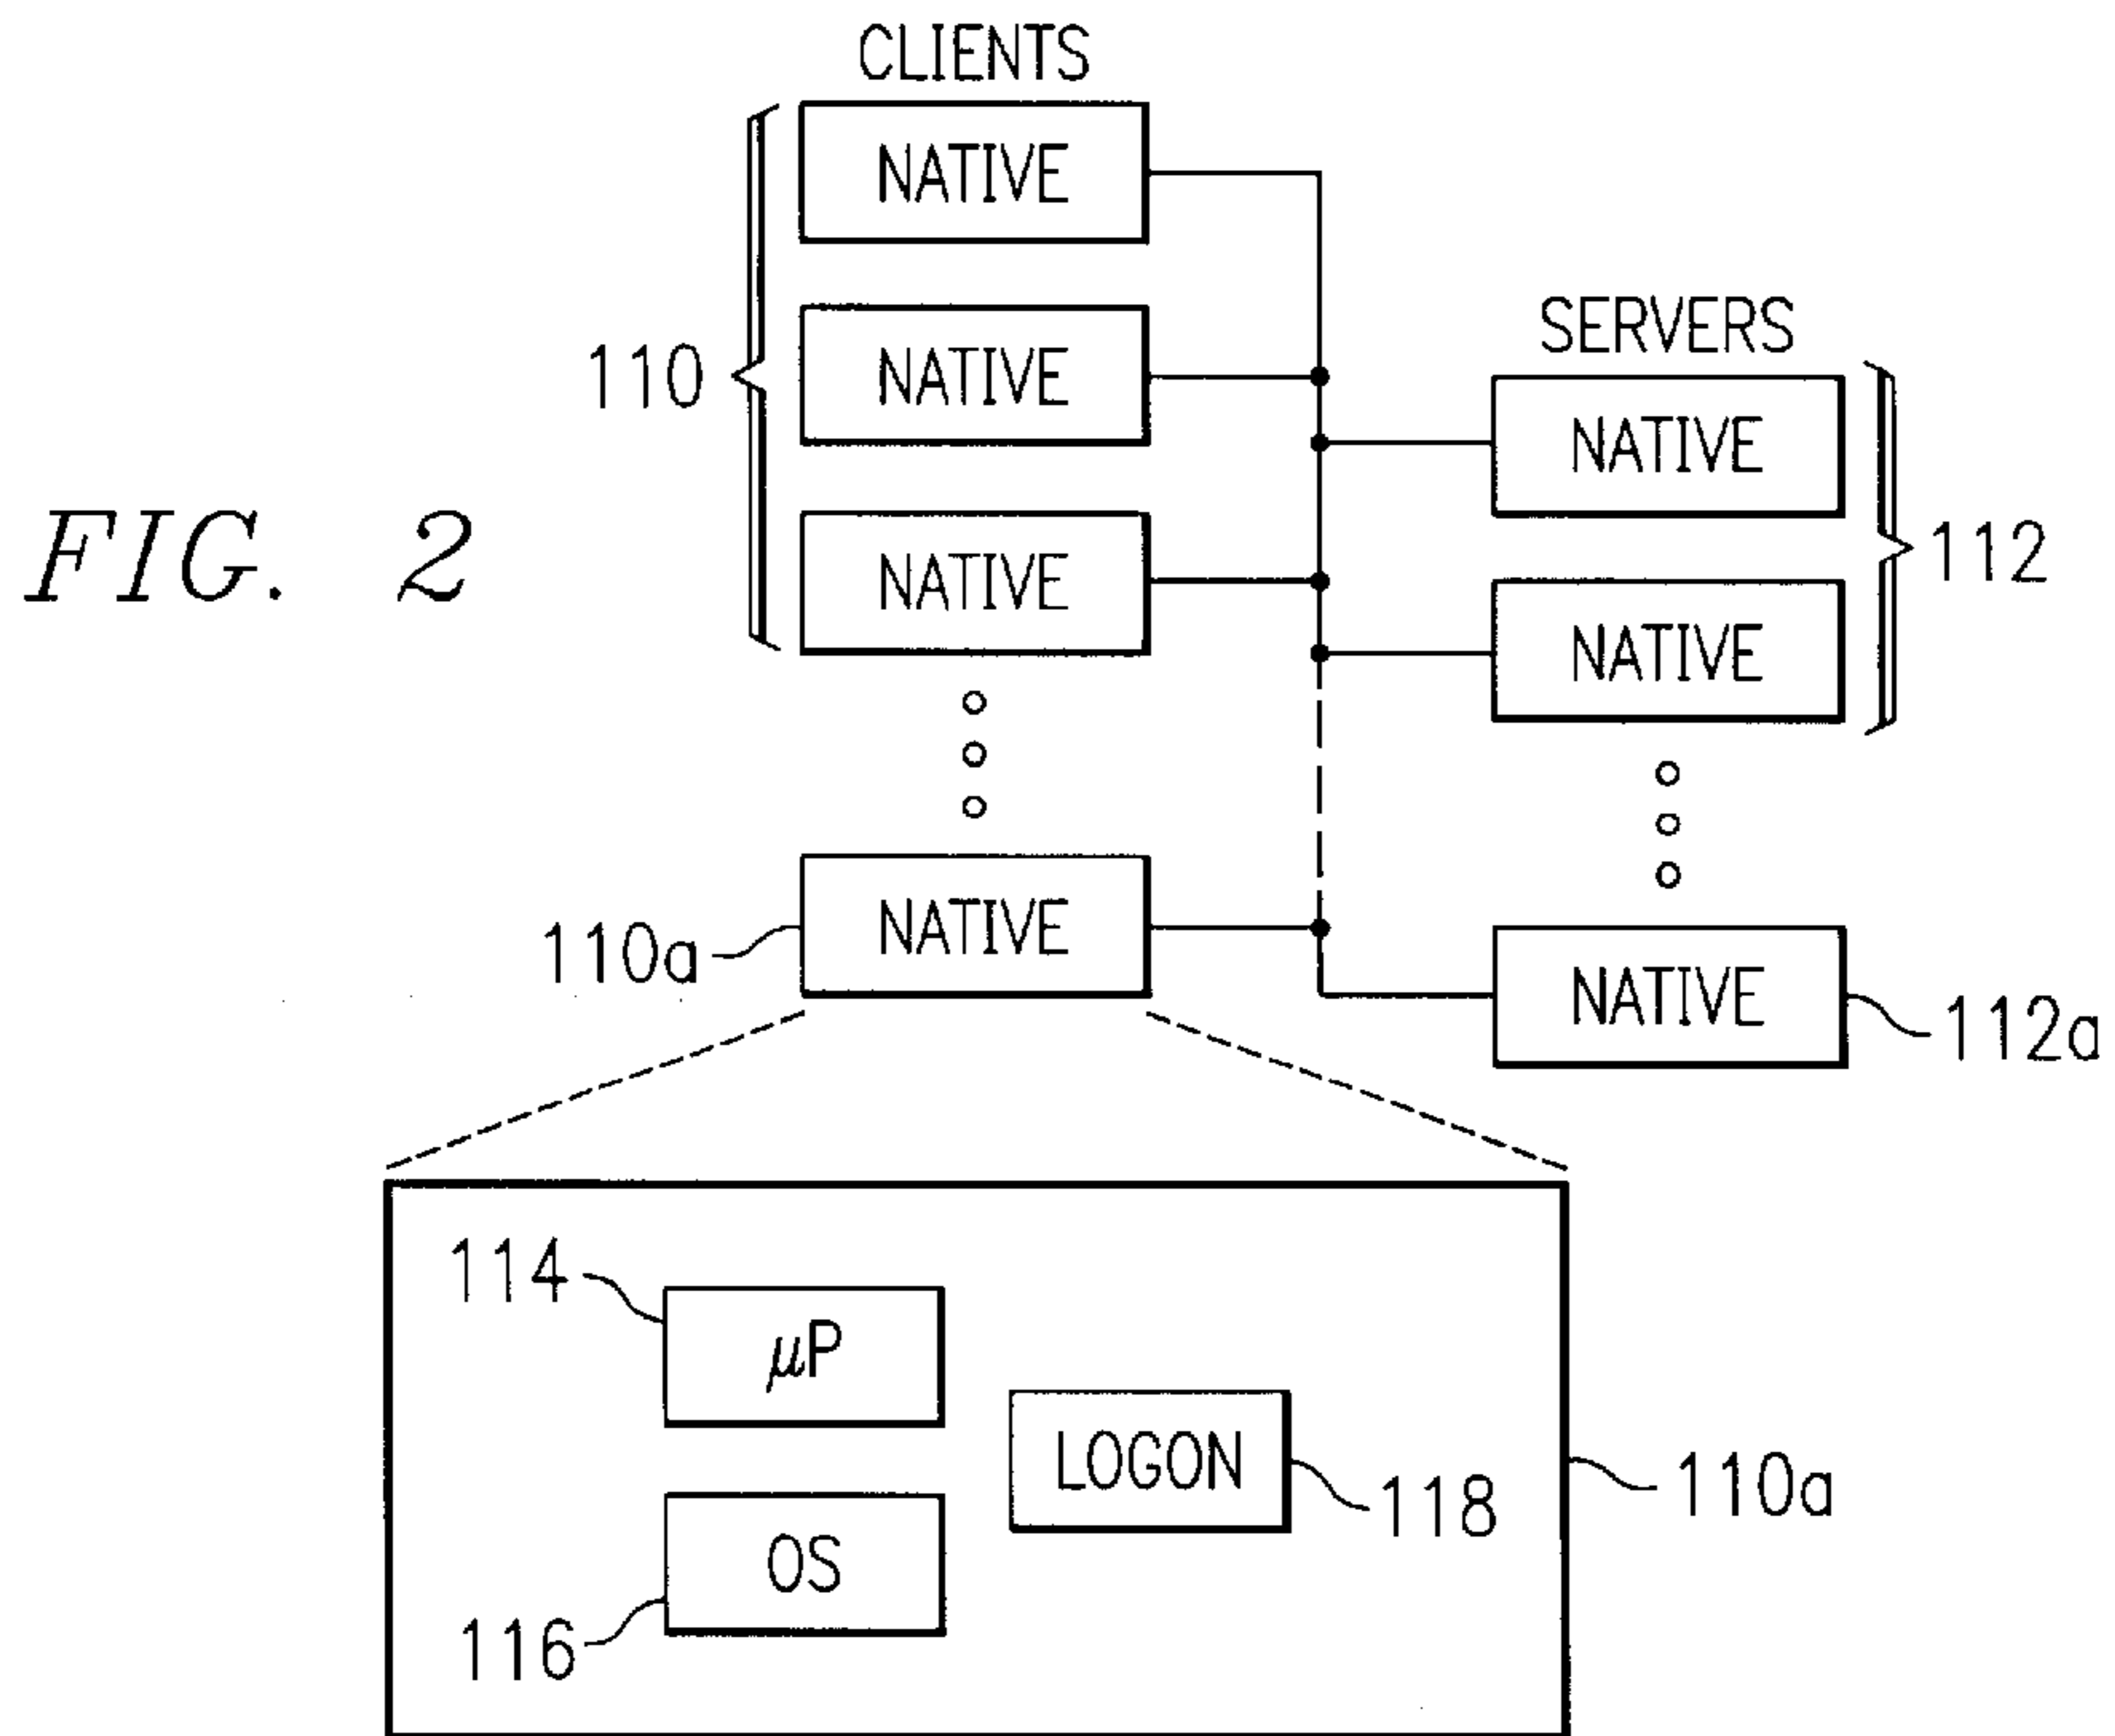 CLIENTS
NATIVE
110
NATIVE
SERVERS
NATIVE
FIG. 2
NATIVE
112
NATIVE
110a
NATIVE
NATIVE
112a
114
µP
LOGON
118
110a
OS
116